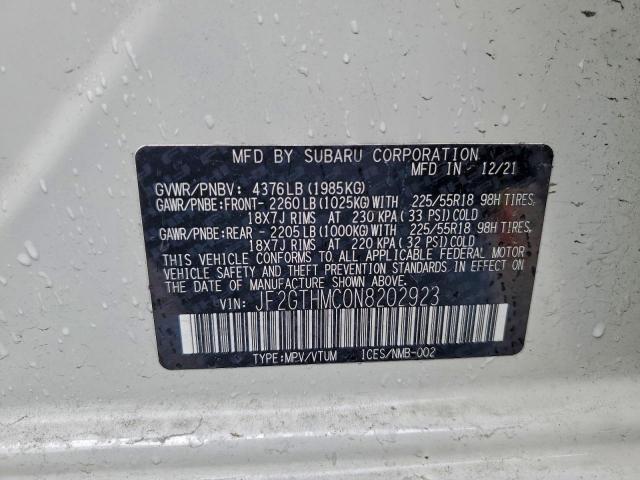 MFD BY SUBARU CORPORATION
MFD IN - 12/21
GVWR/PNBV: 4376LB (1985KG)
GAWR/PNBE:FRONT- 2260LB (1025KG)WITH 225/55R18 98H TIRES,
18X7J RIMS AT 230 KPA (33 PSI) COLD
GAWR/PNBE:REAR - 2205LB (1000KG)WITH 225/55R18 98H TIRES,
18X7J RIMS AT 220 KPA (32 PSI) COLD
THIS VEHICLE CONFORMS TO ALL APPLICABLE FEDERAL MOTOR
VEHICLE SAFETY AND THEFT PREVENTION STANDARDS IN EFFECT ON
THE DATE OF MANUFACTURE SHOWN ABOVE.
VIN: JF2GTHMC0N8202923
TYPE:MPV/VTUM ICES/NMB-002